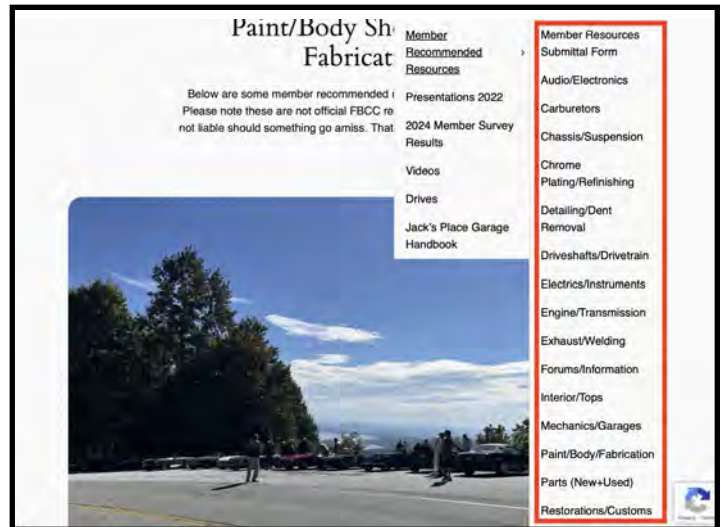 Paint/Body Sh
Fabricat
Below are some member recommended
Please note these are not official FBCC re
not liable should something go amiss. That
Member
Recommended
Resources
›
Presentations 2022
2024 Member Survey
Results
Videos
Drives
Jack's Place Garage
Handbook
Member Resources
Submittal Form
Audio/Electronics
Carburetors
Chassis/Suspension
Chrome
Plating/Refinishing
Detailing/Dent
Removal
Driveshafts/Drivetrain
Electrics/Instruments
Engine/Transmission
Exhaust/Welding
Forums/Information
Interior/Tops
Mechanics/Garages
Paint/Body/Fabrication
Parts (New+Used)
Restorations/Customs